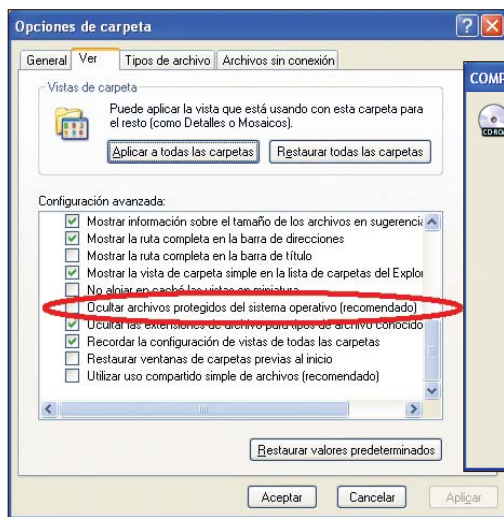 Opciones de carpeta
General Ver Tipos de archivo Archivos sin conexión
COMP
Vistas de carpeta
Puede aplicar la vista que está usando con esta carpeta para
el resto (como Detalles o Mosaicos).
Aplicar a todas las carpetas Restaurar todas las carpetas
CD-ROM
Configuración avanzada:
Mostrar información sobre el tamaño de los archivos en sugerencia
Mostrar la ruta completa en la barra de direcciones
Mostrar la ruta completa en la barra de título
Mostrar la vista de carpeta simple en la lista de carpetas del Explor
No alojar en caché las vistas en miniatura
Ocultar archivos protegidos del sistema operativo (recomendado)
Ocultar las extensiones de archivo para tipos de archivo conocido
Recordar la configuración de vistas de todas las carpetas
Restaurar ventanas de carpetas previas al inicio
Utilizar uso compartido simple de archivos (recomendado)
Restaurar valores predeterminados
Aceptar Cancelar Aplicar